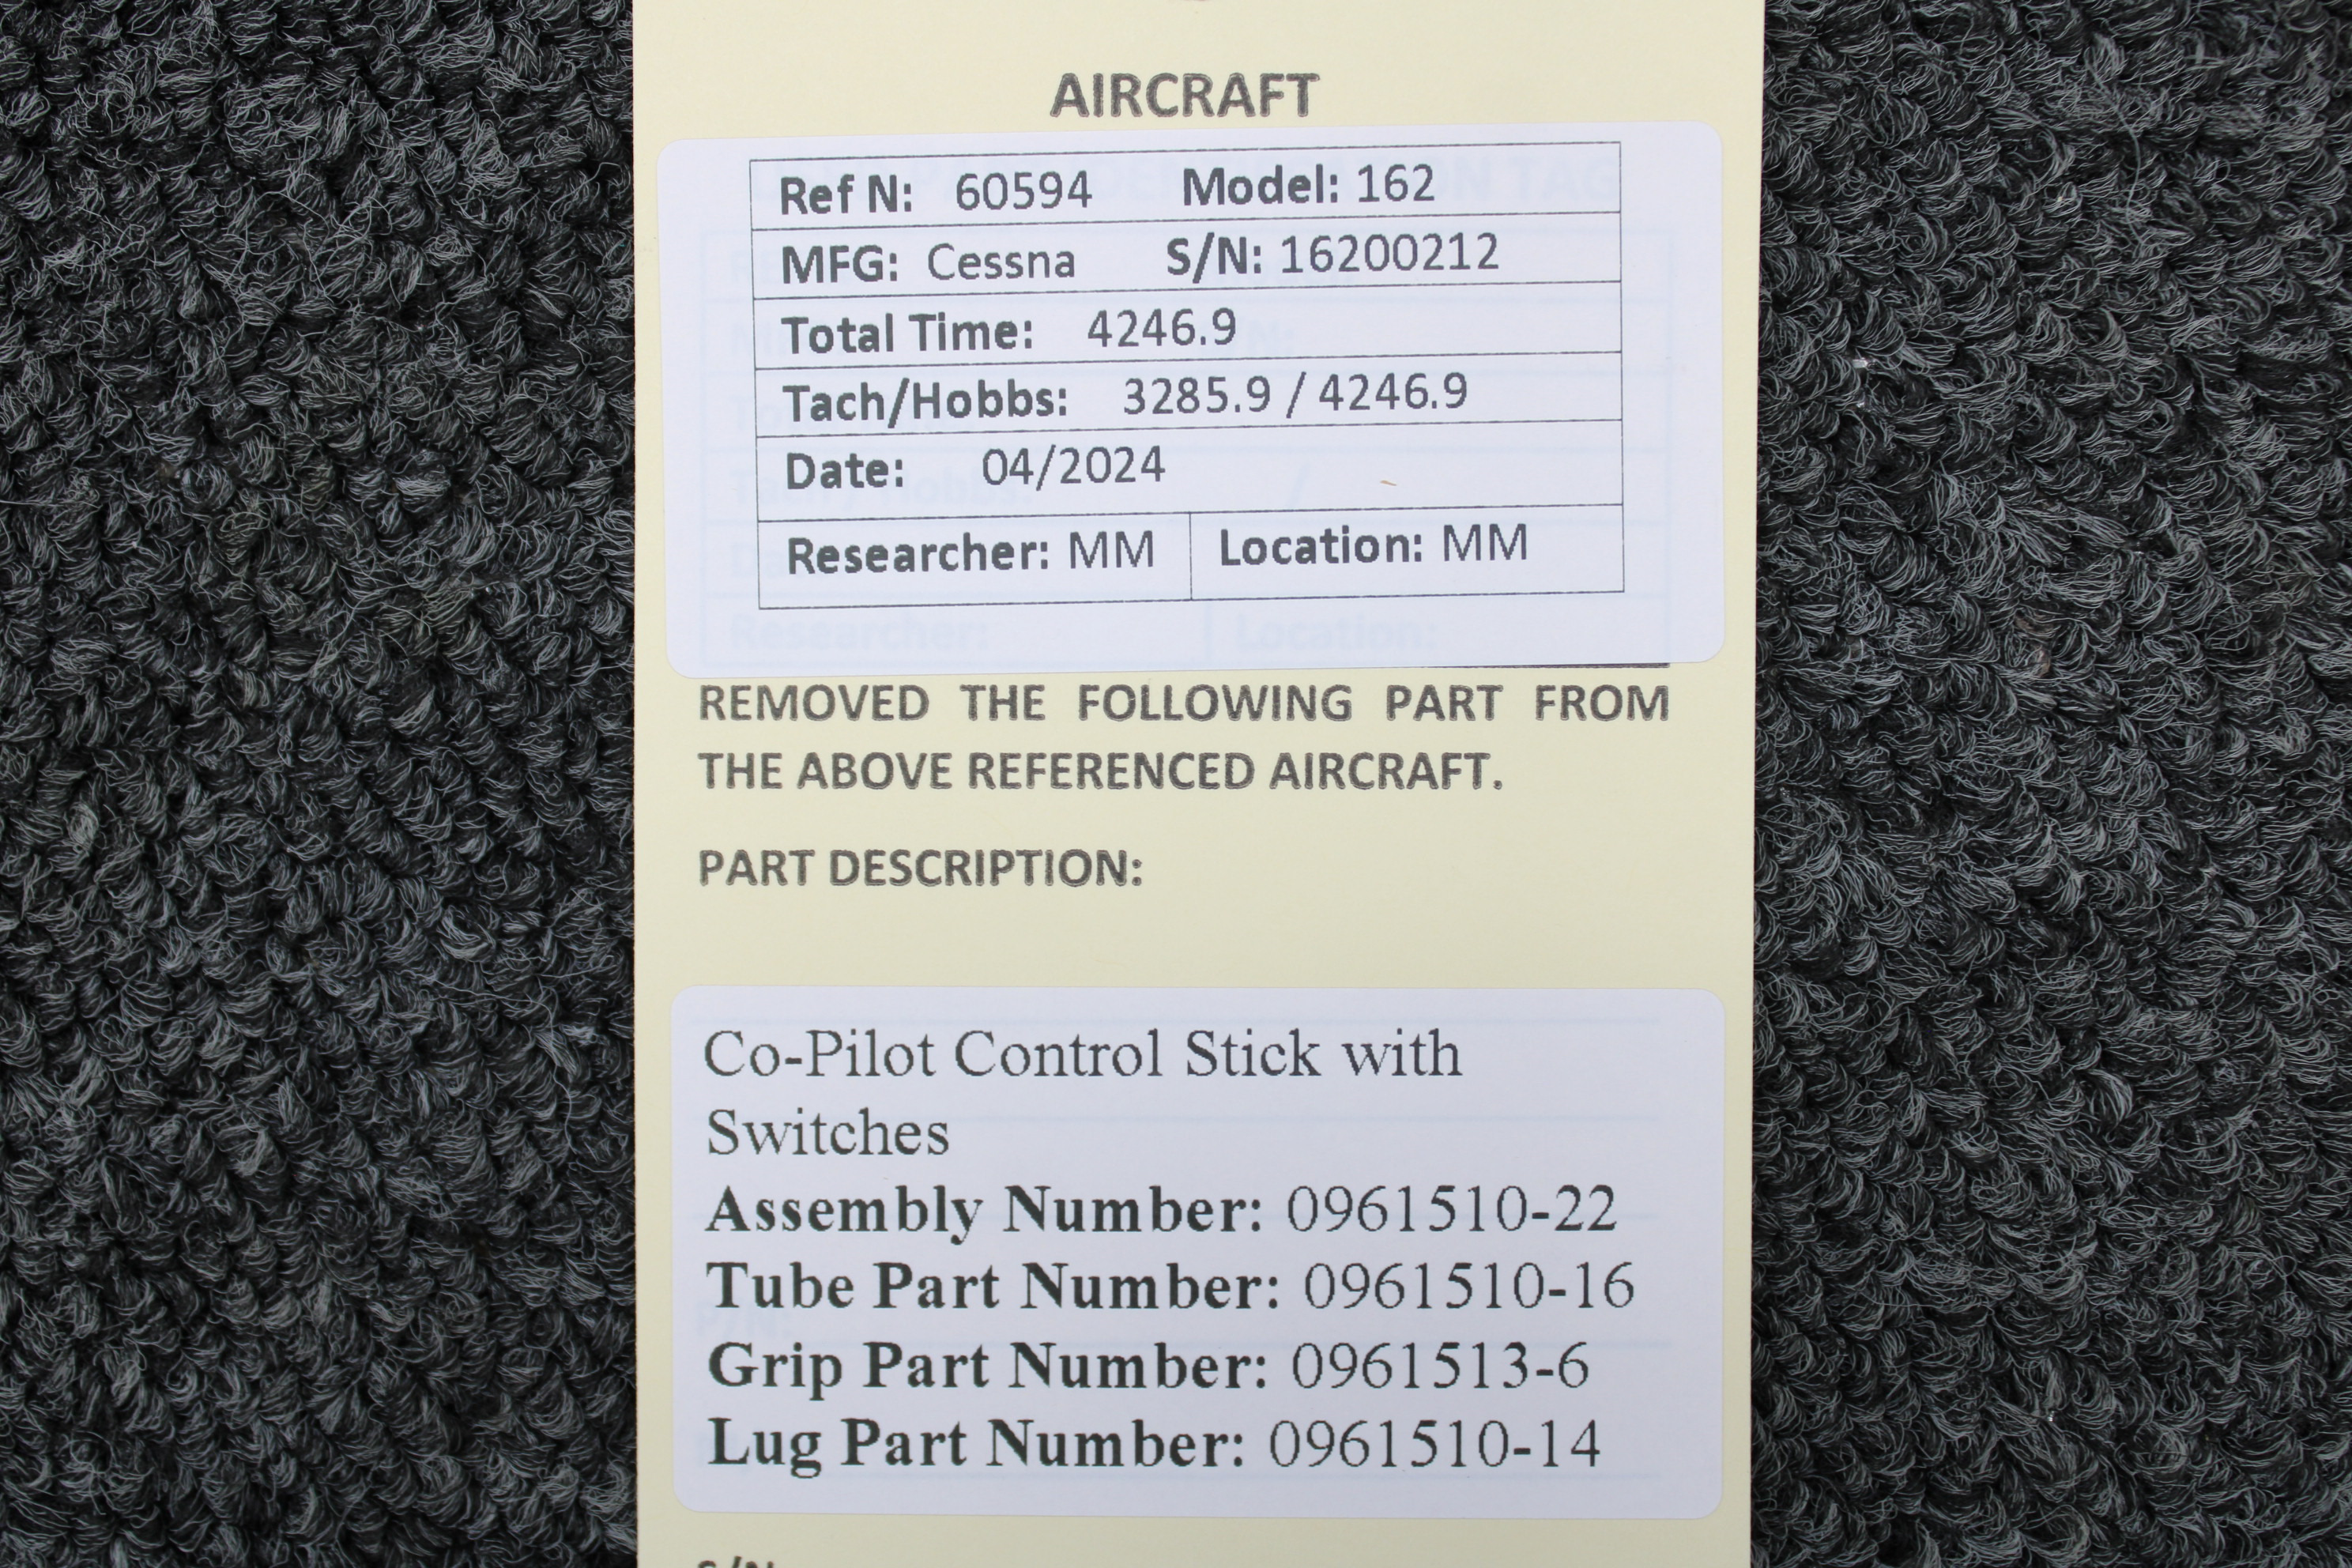 AIRCRAFT
Ref N: 60594 Model: 162
MFG: Cessna S/N: 16200212
Total Time: 4246.9
Tach/Hobbs: 3285.9 / 4246.9
Date: 04/2024
Researcher: MM Location: MM
REMOVED THE FOLLOWING PART FROM
THE ABOVE REFERENCED AIRCRAFT.
PART DESCRIPTION:
Co-Pilot Control Stick with
Switches
Assembly Number: 0961510-22
Tube Part Number: 0961510-16
Grip Part Number: 0961513-6
Lug Part Number: 0961510-14